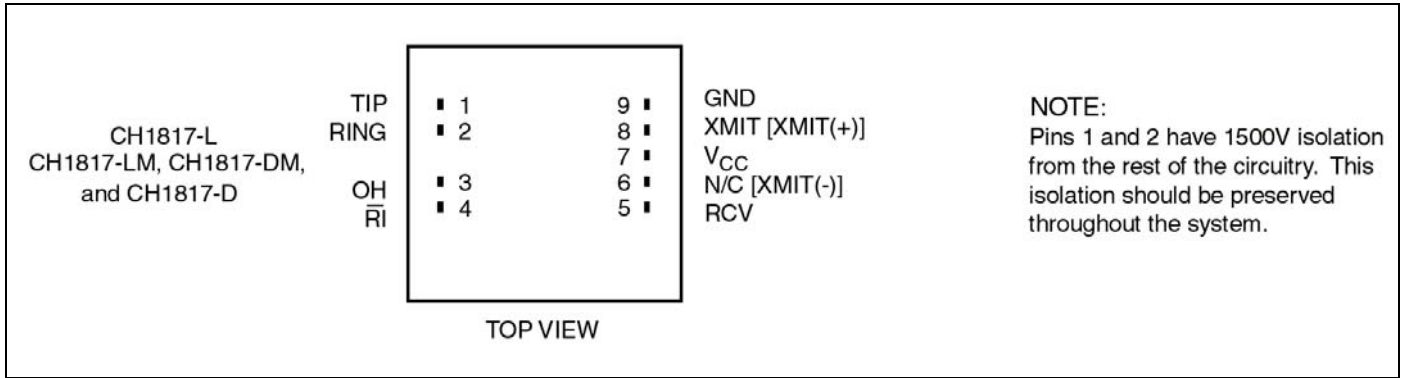 CH1817-L
CH1817-LM, CH1817-DM,
and CH1817-D
TIP
RING
OH
R̅I̅
1
2
3
4
9
8
7
6
5
GND
XMIT [XMIT(+)]
VCC
N/C [XMIT(-)]
RCV
TOP VIEW
NOTE:
Pins 1 and 2 have 1500V isolation
from the rest of the circuitry. This
isolation should be preserved
throughout the system.